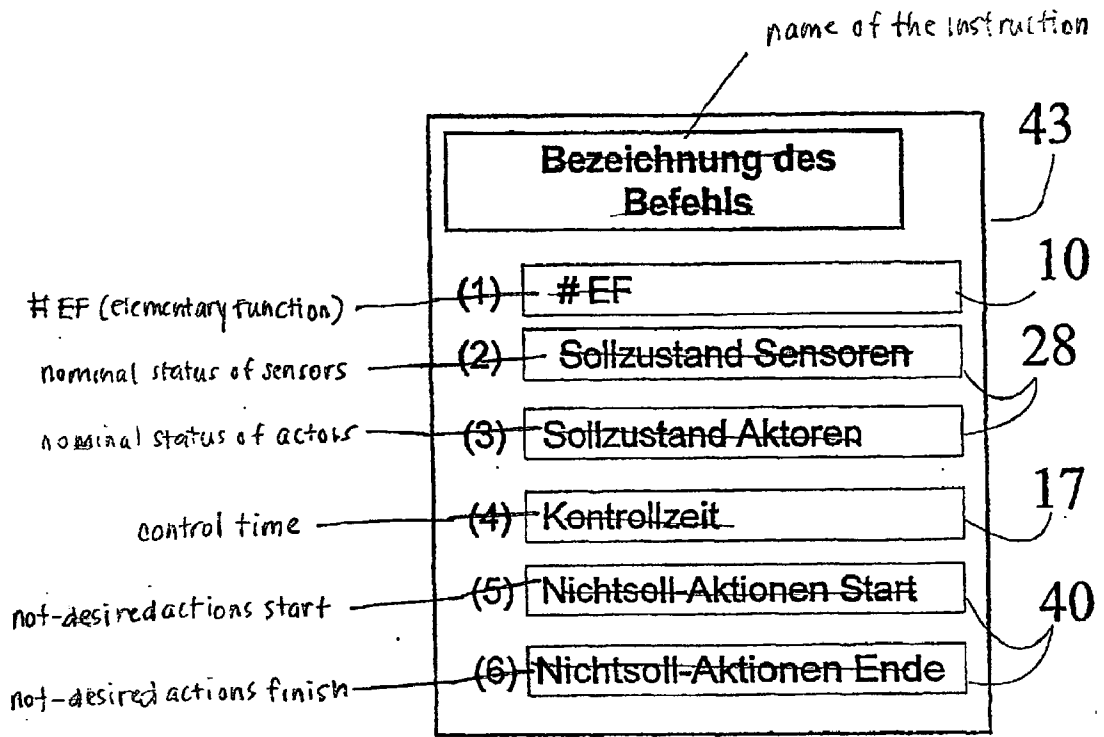 name of the instruction
43
Bezeichnung des
Befehls
# EF (elementary function) (1) # EF 10
nominal status of sensors (2) Sollzustand Sensoren 28
nominal status of actors (3) Sollzustand Aktoren
control time (4) Kontrollzeit 17
not-desired actions start (5) Nichtsoll-Aktionen Start 40
not-desired actions finish (6) Nichtsoll-Aktionen Ende